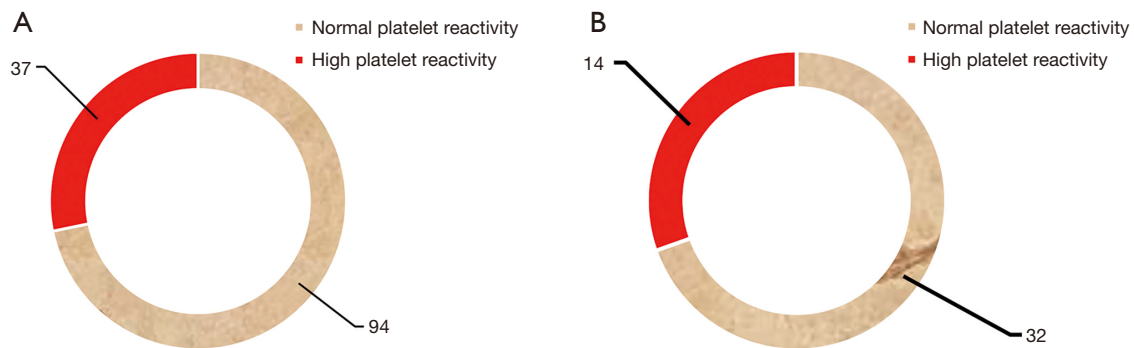 A
Normal platelet reactivity
High platelet reactivity
37
94
B
Normal platelet reactivity
High platelet reactivity
14
32